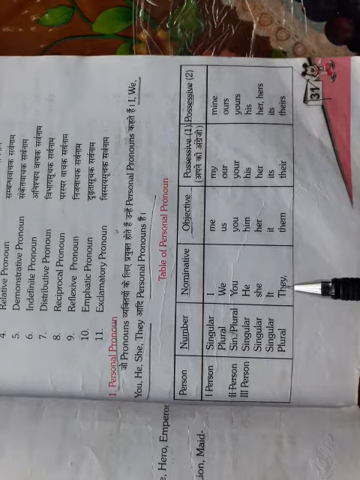 4. Relative Pronoun सम्बन्धवाचक सर्वनाम
5. Demonstrative Pronoun संकेतवाचक सर्वनाम
6. Indefinite Pronoun अनिश्चय वाचक सर्वनाम
7. Distributive Pronoun विभागसूचक सर्वनाम
8. Reciprocal Pronoun परस्पर वाचक सर्वनाम
9. Reflexive Pronoun निजवाचक सर्वनाम
10. Emphatic Pronoun दृढ़तासूचक सर्वनाम
11. Exclamatory Pronoun विस्मयसूचक सर्वनाम
1. Personal Pronoun
जो Pronouns व्यक्तियों के लिए प्रयुक्त होते हैं उन्हें Personal Pronouns कहते हैं। I, We,
You, He, She, They आदि Personal Pronouns हैं।
Table of Personal Pronoun
Person Number Nominative Objective Possessive (1) Possessive (2)
(आपने की अंग्रेजी)
I Person Singular I me my mine
Plural We us our ours
II Person Sin./Plural You you your yours
III Person Singular He him his his
Singular she her her her, hers
Singular It it its its
Plural They, them their theirs
31
e, Hero, Emperor
ion, Maid-